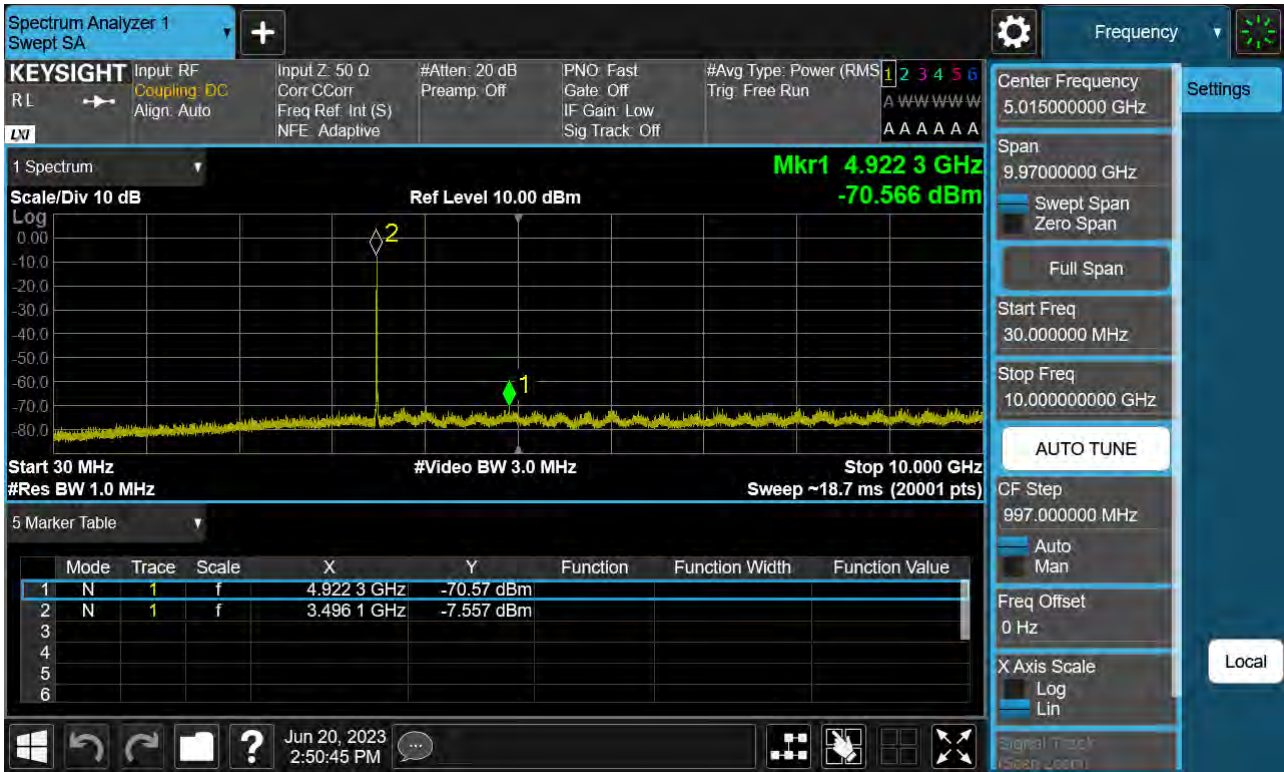 Spectrum Analyzer 1
Swept SA
+
Frequency
KEYSIGHT
RL
LXI
Input: RF
Coupling: DC
Align: Auto
Input Z: 50 Ω
Corr CCorr
Freq Ref: Int (S)
NFE: Adaptive
#Atten: 20 dB
Preamp: Off
PNO: Fast
Gate: Off
IF Gain: Low
Sig Track: Off
#Avg Type: Power (RMS
Trig: Free Run
1 2 3 4 5 6
A W W W W W
A A A A A A
1 Spectrum
Scale/Div 10 dB
Ref Level 10.00 dBm
Mkr1 4.922 3 GHz
-70.566 dBm
Log
0.00
-10.0
-20.0
-30.0
-40.0
-50.0
-60.0
-70.0
-80.0
2
1
Start 30 MHz
#Video BW 3.0 MHz
Stop 10.000 GHz
#Res BW 1.0 MHz
Sweep ~18.7 ms (20001 pts)
5 Marker Table
Mode Trace Scale X Y Function Function Width Function Value
1 N 1 f 4.922 3 GHz -70.57 dBm
2 N 1 f 3.496 1 GHz -7.557 dBm
3
4
5
6
Jun 20, 2023
2:50:45 PM
Center Frequency
5.015000000 GHz
Settings
Span
9.97000000 GHz
Swept Span
Zero Span
Full Span
Start Freq
30.000000 MHz
Stop Freq
10.000000000 GHz
AUTO TUNE
CF Step
997.000000 MHz
Auto
Man
Freq Offset
0 Hz
X Axis Scale
Log
Lin
Local
Signal Track
(Span Zoom)